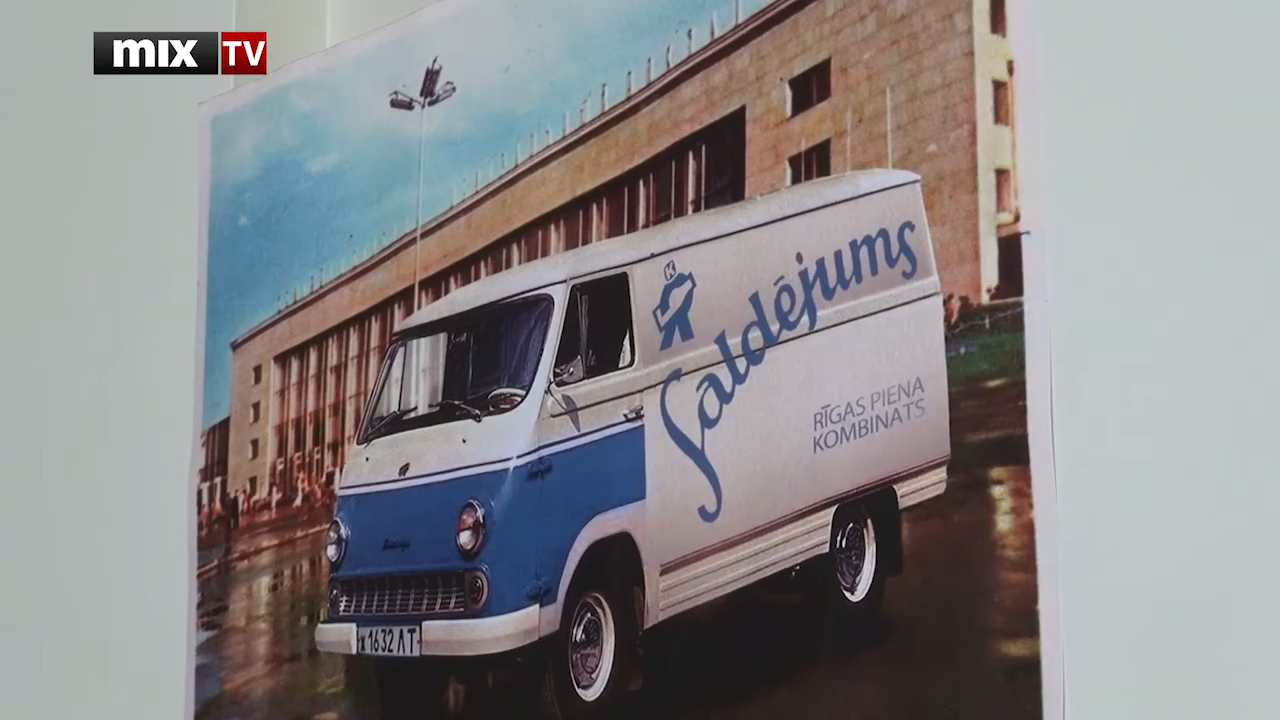 mix TV
K
Saldējums
RĪGAS PIENA
KOMBINATS
1632 ЛТ